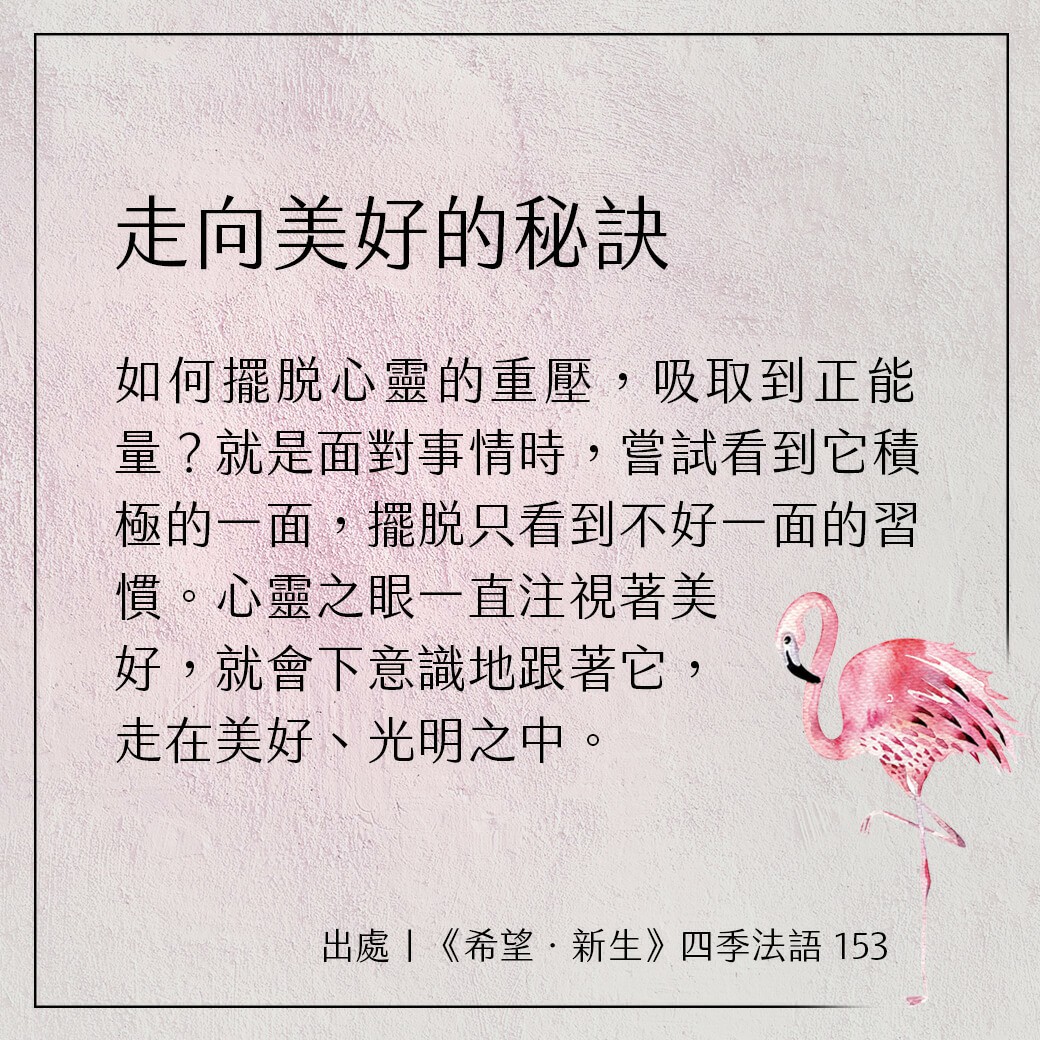 走向美好的秘訣
如何擺脫心靈的重壓，吸取到正能
量？就是面對事情時，嘗試看到它積
極的一面，擺脫只看到不好一面的習
慣。心靈之眼一直注視著美
好，就會下意識地跟著它，
走在美好、光明之中。
出處｜《希望．新生》四季法語 153